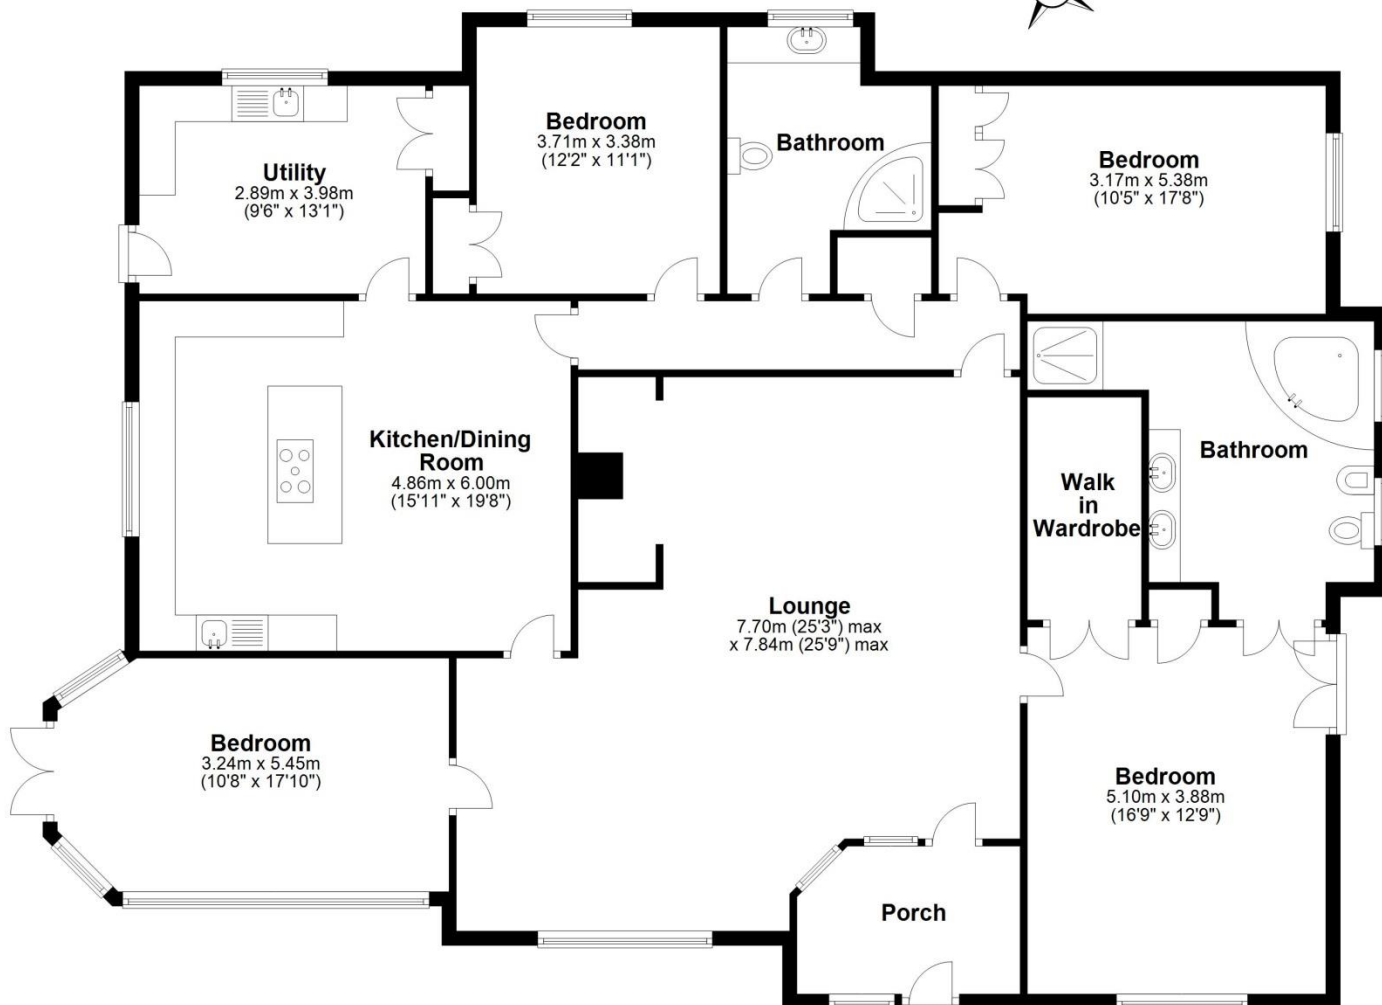 Bedroom
3.71m x 3.38m
(12'2" x 11'1")
Bathroom
Bedroom
3.17m x 5.38m
(10'5" x 17'8")
Utility
2.89m x 3.98m
(9'6" x 13'1")
Kitchen/Dining
Room
4.86m x 6.00m
(15'11" x 19'8")
Bathroom
Walk
in
Wardrobe
Lounge
7.70m (25'3") max
x 7.84m (25'9") max
Bedroom
3.24m x 5.45m
(10'8" x 17'10")
Bedroom
5.10m x 3.88m
(16'9" x 12'9")
Porch